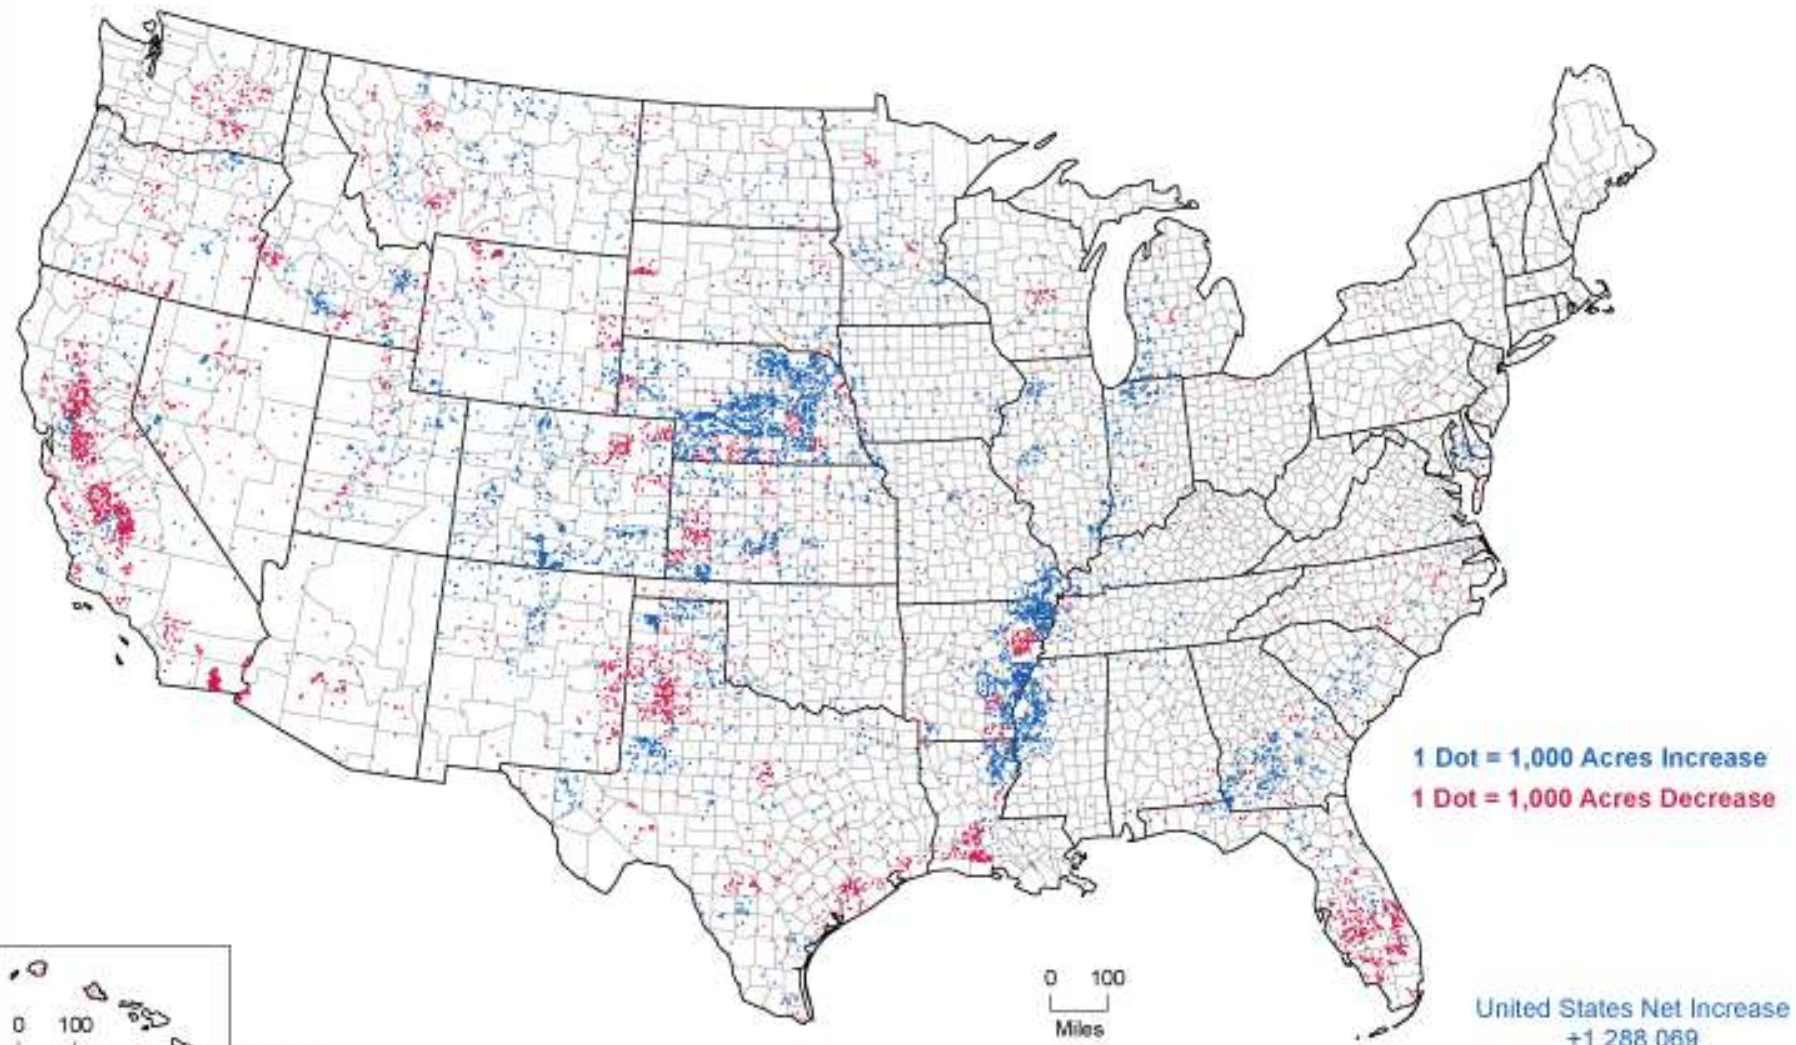 1 Dot = 1,000 Acres Increase
1 Dot = 1,000 Acres Decrease
0 100
Miles
0 100
United States Net Increase
+1,288,069